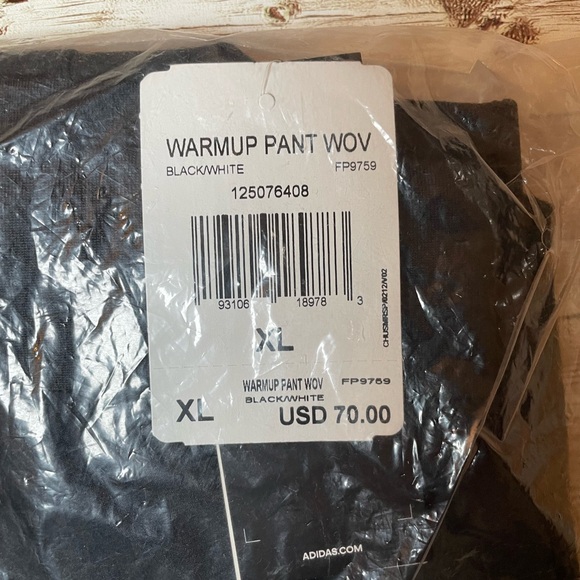 WARMUP PANT WOV
BLACK/WHITE FP9759
125076408
93106 18978 3
XL
WARMUP PANT WOV FP9759
BLACK/WHITE
XL USD 70.00
ADIDAS.COM